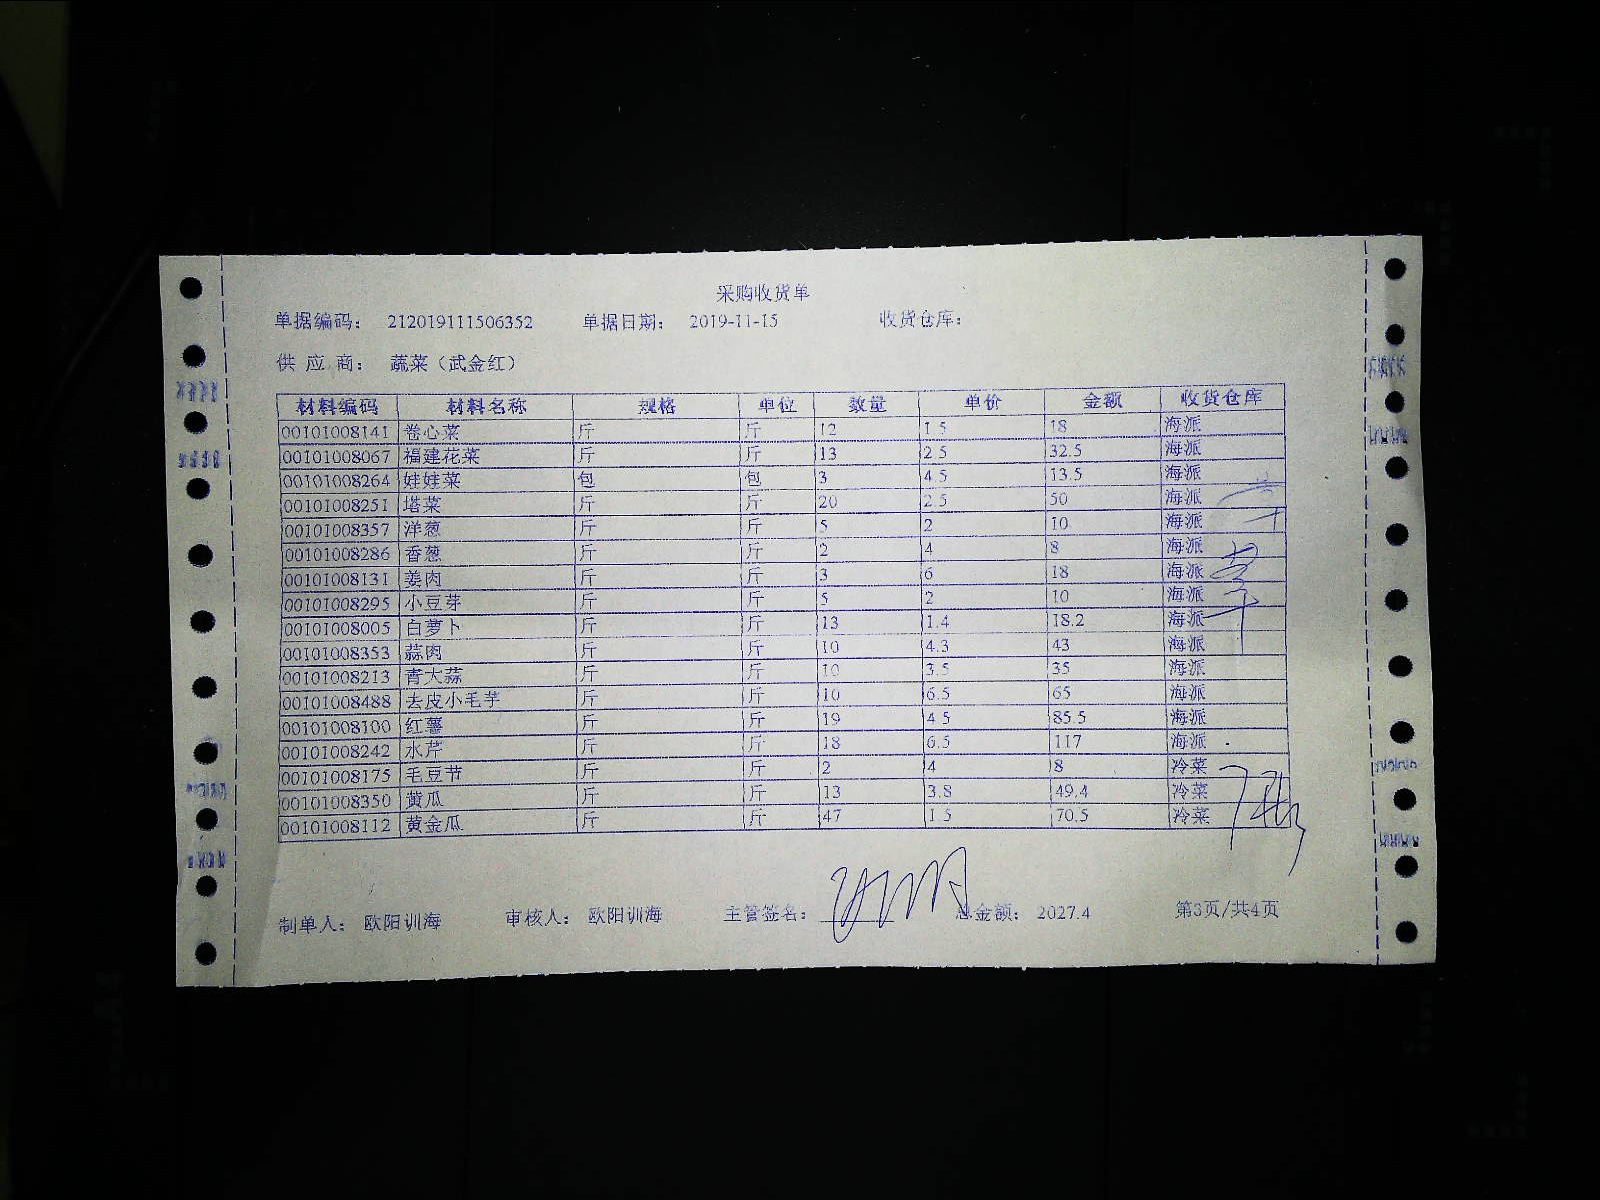 采购收货单
单据编码： 212019111506352 单据日期： 2019-11-15 收货仓库：
供 应 商： 蔬菜（武金红）
材料编码 材料名称 规格 单位 数量 单价 金额 收货仓库
00101008141 卷心菜 斤 斤 12 1.5 18 海派
00101008067 福建花菜 斤 斤 13 2.5 32.5 海派
00101008264 娃娃菜 包 包 3 4.5 13.5 海派
00101008251 塔菜 斤 斤 20 2.5 50 海派
00101008357 洋葱 斤 斤 5 2 10 海派
00101008286 香葱 斤 斤 2 4 8 海派
00101008131 姜肉 斤 斤 3 6 18 海派
00101008295 小豆芽 斤 斤 5 2 10 海派
00101008005 白萝卜 斤 斤 13 1.4 18.2 海派
00101008353 蒜肉 斤 斤 10 4.3 43 海派
00101008213 青大蒜 斤 斤 10 3.5 35 海派
00101008488 去皮小毛芋 斤 斤 10 6.5 65 海派
00101008100 红薯 斤 斤 19 4.5 85.5 海派
00101008242 水芹 斤 斤 18 6.5 117 海派
00101008175 毛豆节 斤 斤 2 4 8 冷菜
00101008350 黄瓜 斤 斤 13 3.8 49.4 冷菜
00101008112 黄金瓜 斤 斤 47 1.5 70.5 冷菜
制单人： 欧阳训海 审核人： 欧阳训海 主管签名： 总金额： 2027.4 第3页/共4页